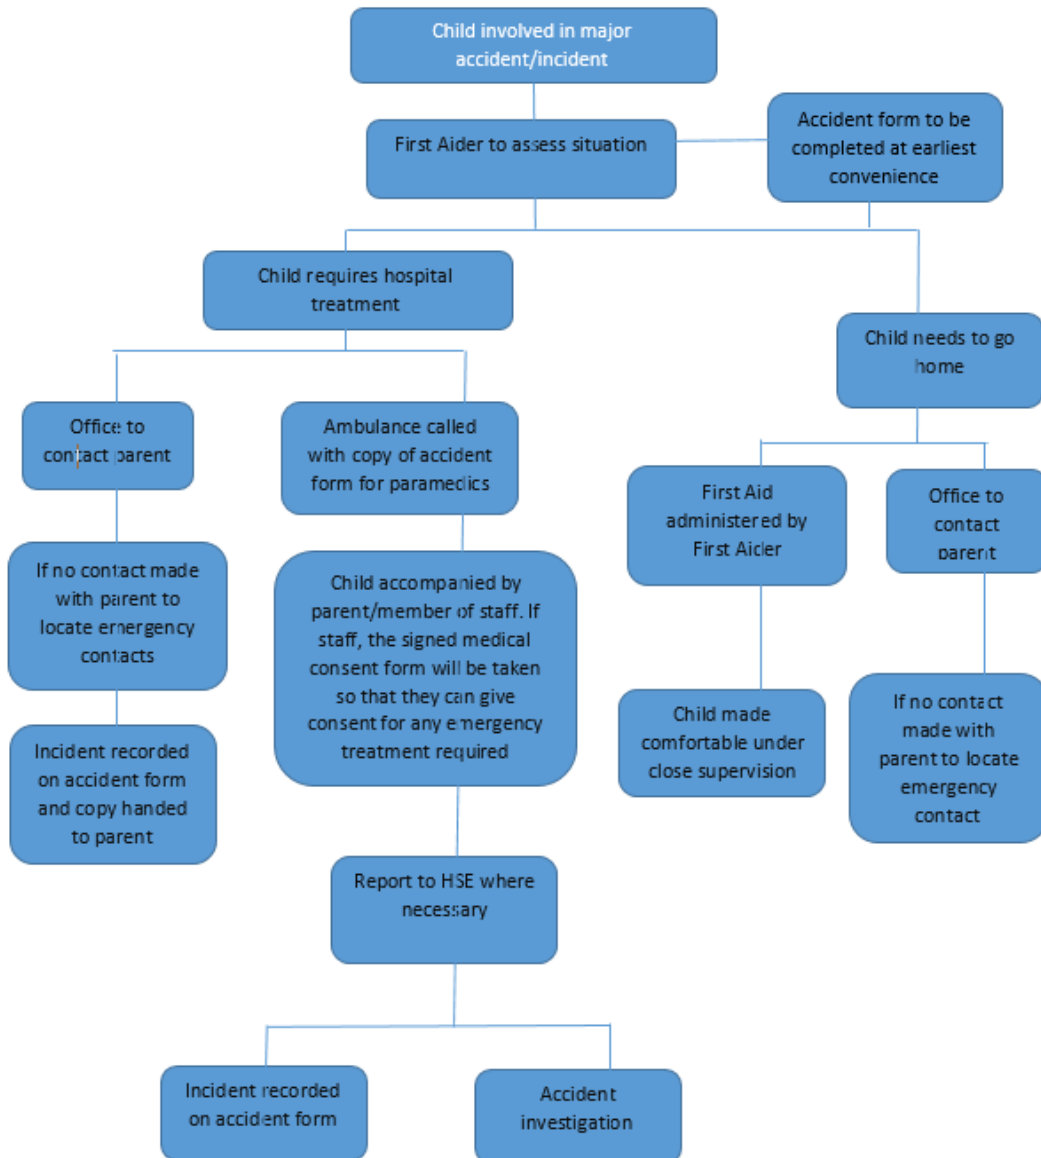 Child involved in major
accident/incident
First Aider to assess situation
Accident form to be
completed at earliest
convenience
Child requires hospital
treatment
Child needs to go
home
Office to
contact parent
Ambulance called
with copy of accident
form for paramedics
First Aid
administered by
First Aider
Office to
contact
parent
If no contact made
with parent to
locate emergency
contacts
Child accompanied by
parent/member of staff. If
staff, the signed medical
consent form will be taken
so that they can give
consent for any emergency
treatment required
Child made
comfortable under
close supervision
If no contact
made with
parent to locate
emergency
contact
Incident recorded
on accident form
and copy handed
to parent
Report to HSE where
necessary
Incident recorded
on accident form
Accident
investigation